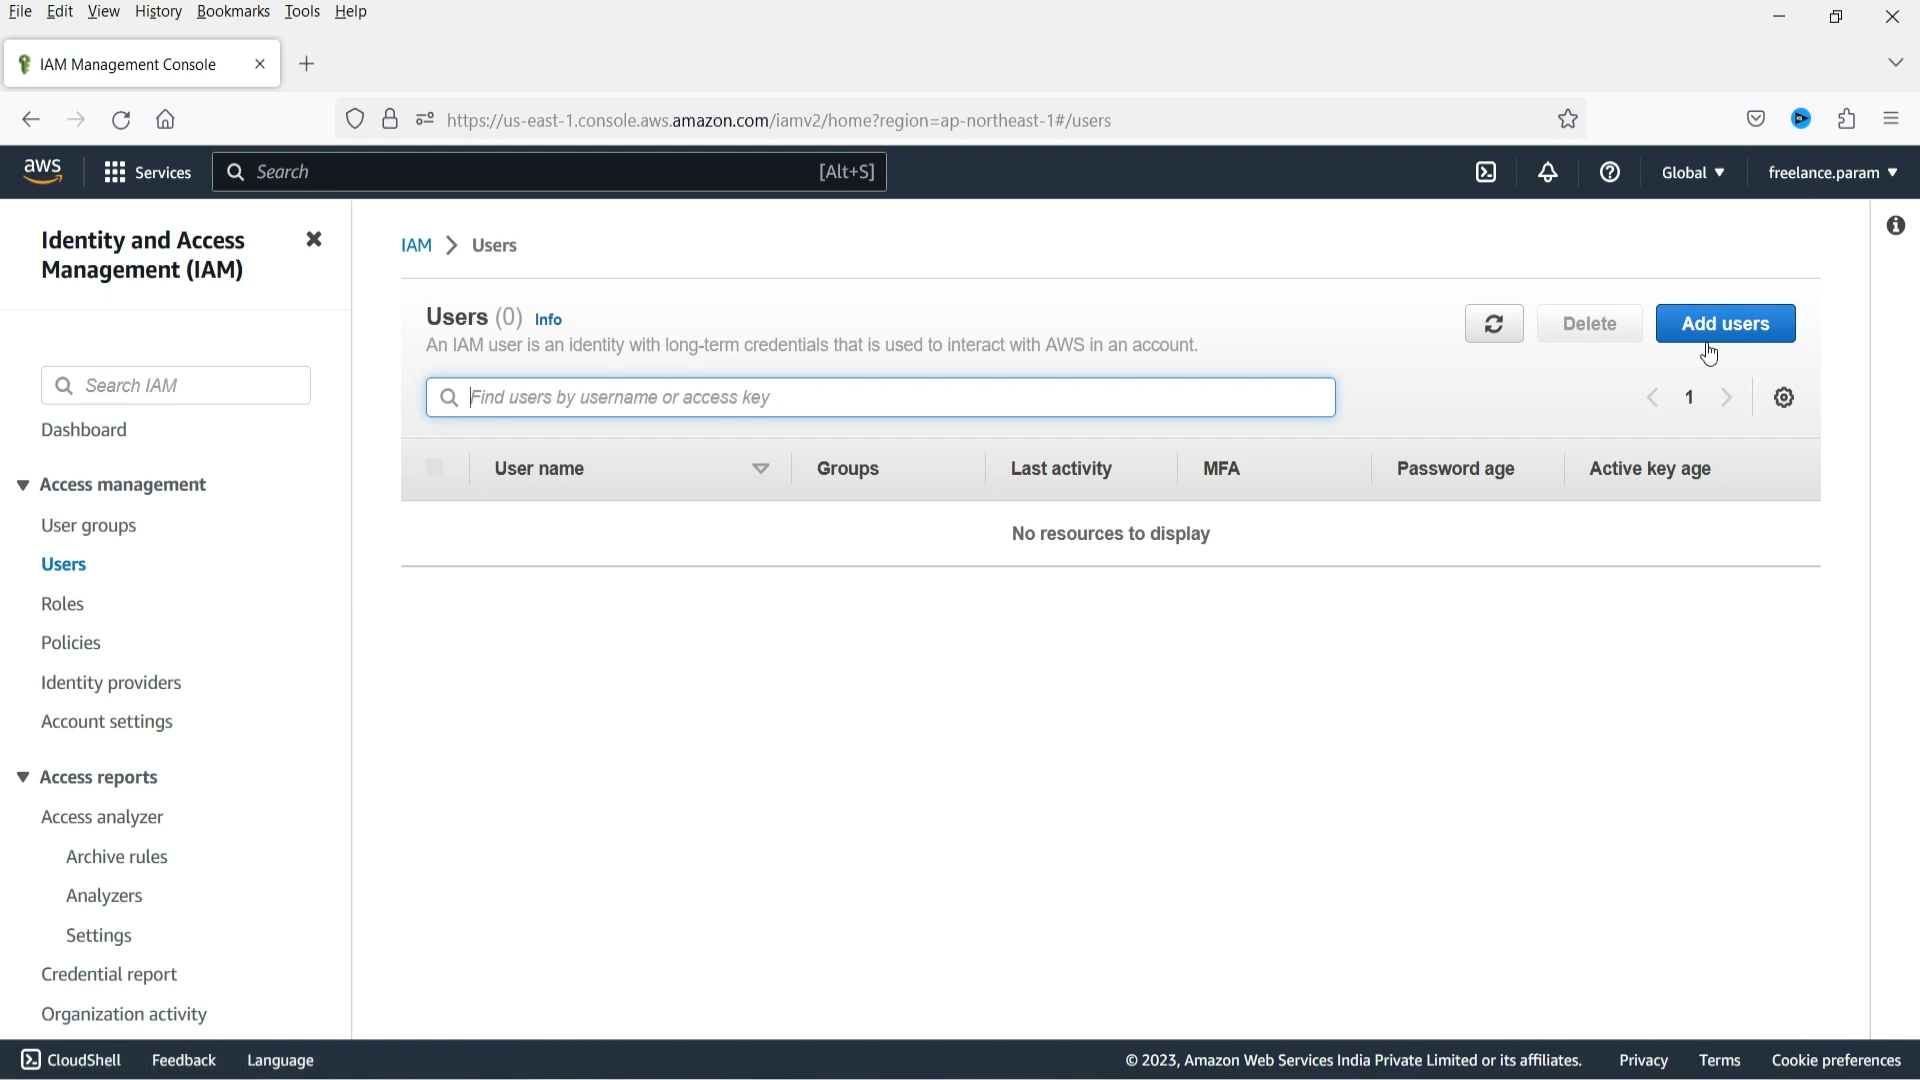 File Edit View History Bookmarks Tools Help
IAM Management Console
https://us-east-1.console.aws.amazon.com/iamv2/home?region=ap-northeast-1#/users
aws Services Search [Alt+S] Global freelance.param
Identity and Access
Management (IAM)
Search IAM
Dashboard
Access management
User groups
Users
Roles
Policies
Identity providers
Account settings
Access reports
Access analyzer
Archive rules
Analyzers
Settings
Credential report
Organization activity
IAM > Users
Users (0) Info
An IAM user is an identity with long-term credentials that is used to interact with AWS in an account.
Delete
Add users
Find users by username or access key
1
User name Groups Last activity MFA Password age Active key age
No resources to display
CloudShell Feedback Language © 2023, Amazon Web Services India Private Limited or its affiliates. Privacy Terms Cookie preferences